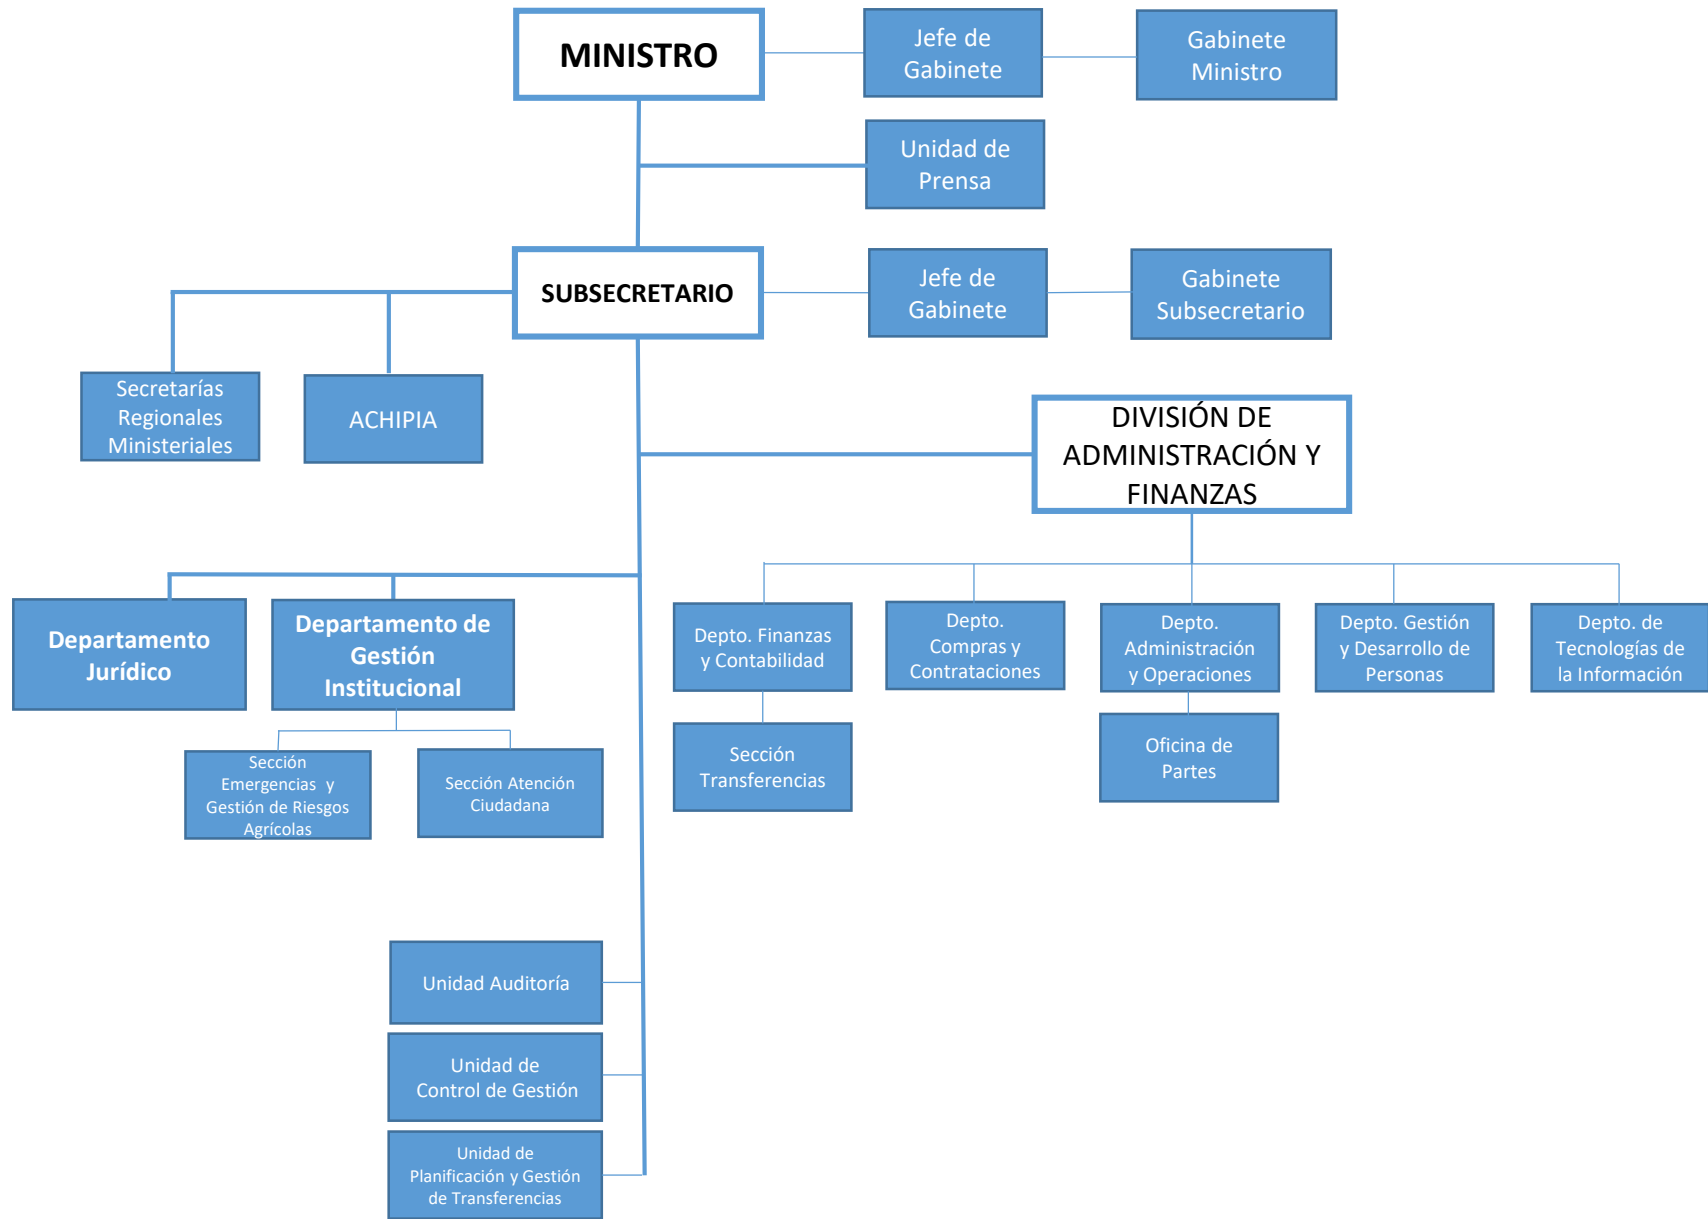 MINISTRO
Jefe de
Gabinete
Gabinete
Ministro
Unidad de
Prensa
SUBSECRETARIO
Jefe de
Gabinete
Gabinete
Subsecretario
Secretarías
Regionales
Ministeriales
ACHIPIA
DIVISIÓN DE
ADMINISTRACIÓN Y
FINANZAS
Departamento
Jurídico
Departamento de
Gestión
Institucional
Depto. Finanzas
y Contabilidad
Depto.
Compras y
Contrataciones
Depto.
Administración
y Operaciones
Depto. Gestión
y Desarrollo de
Personas
Depto. de
Tecnologías de
la Información
Sección
Emergencias y
Gestión de Riesgos
Agrícolas
Sección Atención
Ciudadana
Sección
Transferencias
Oficina de
Partes
Unidad Auditoría
Unidad de
Control de Gestión
Unidad de
Planificación y Gestión
de Transferencias